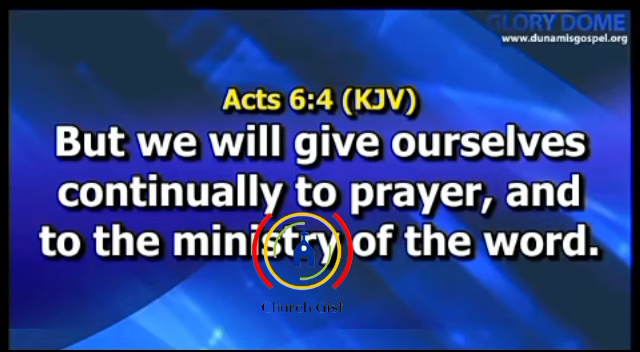 GLORY DOME
www.dunamisgospel.org
Acts 6:4 (KJV)
But we will give ourselves
continually to prayer, and
to the ministry of the word.
Church Gist